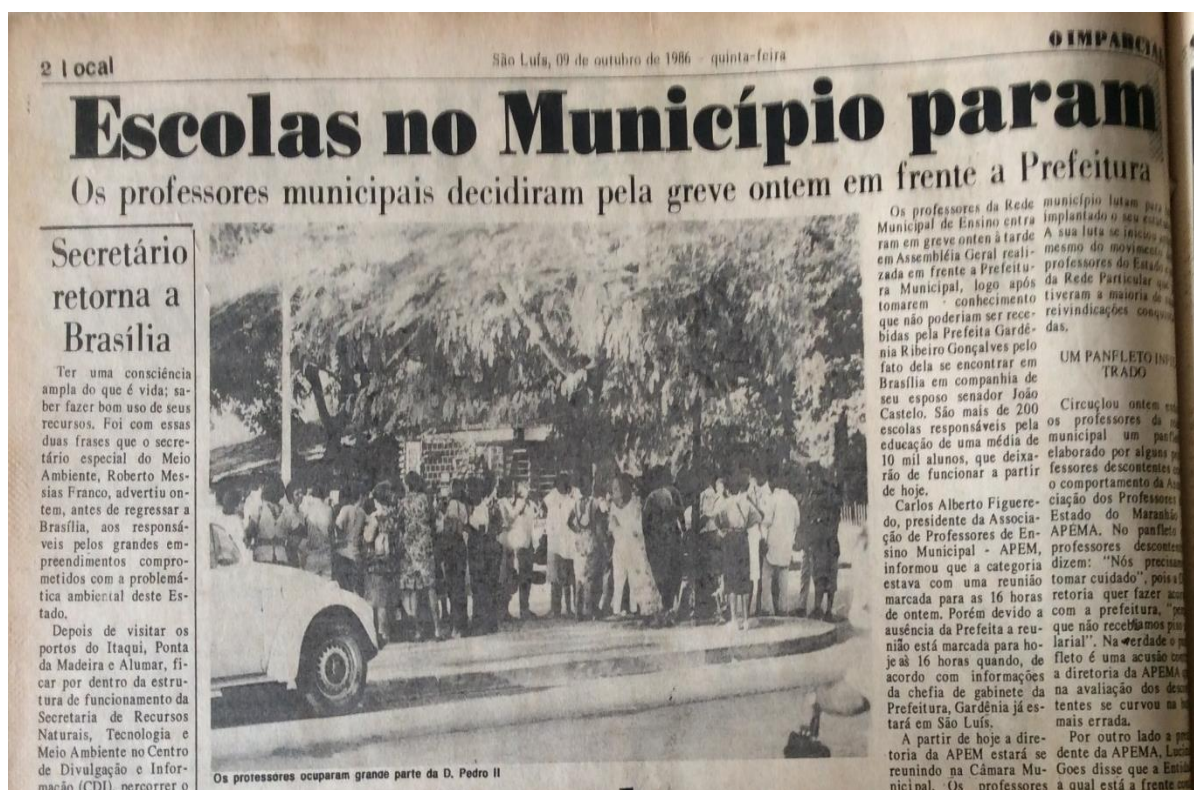 2 Local
São Luís, 09 de outubro de 1986 - quinta-feira
O IMPARCIAL
Escolas no Município param
Os professores municipais decidiram pela greve ontem em frente a Prefeitura
Secretário
retorna a
Brasília
Ter uma consciência
ampla do que é vida; sa-
ber fazer bom uso de seus
recursos. Foi com essas
duas frases que o secre-
tário especial do Meio
Ambiente, Roberto Mes-
sias Franco, advertiu on-
tem, antes de regressar a
Brasília, aos responsá-
veis pelos grandes em-
preendimentos compro-
metidos com a problemá-
tica ambiental deste Es-
tado.
Depois de visitar os
portos do Itaqui, Ponta
da Madeira e Alumar, fi-
car por dentro da estru-
tura de funcionamento da
Secretaria de Recursos
Naturais, Tecnologia e
Meio Ambiente no Centro
de Divulgação e Infor-
mação (CDI), percorrer o
Os professores ocuparam grande parte da D. Pedro II
Os professores da Rede
Municipal de Ensino entra
ram em greve onten à tarde
em Assembléia Geral reali-
zada em frente a Prefeitu-
ra Municipal, logo após
tomarem conhecimento
que não poderiam ser rece-
bidas pela Prefeita Gardê-
nia Ribeiro Gonçalves pelo
fato dela se encontrar em
Brasília em companhia de
seu esposo senador João
Castelo. São mais de 200
escolas responsáveis pela
educação de uma média de
10 mil alunos, que deixa-
rão de funcionar a partir
de hoje.
Carlos Alberto Figuere-
do, presidente da Associa-
ção de Professores de En-
sino Municipal - APEM,
informou que a categoria
estava com uma reunião
marcada para as 16 horas
de ontem. Porém devido a
ausência da Prefeita a reu-
nião está marcada para ho-
je às 16 horas quando, de
acordo com informações
da chefia de gabinete da
Prefeitura, Gardênia já es-
tará em São Luís.
A partir de hoje a dire-
toria da APEM estará se
reunindo na Câmara Mu-
nicipal. Os professores
município lutam para
implantado o seu
A sua luta se iniciou
mesmo do movimento
professores do Estado
da Rede Particular que
tiveram a maioria de
reivindicações
das.
UM PANFLETO
TRADO
Circuçlou ontem
os professores da
municipal um
elaborado por alguns
fessores descontentes
o comportamento da
ciação dos Professores
Estado do Maranhão
APEMA. No panfleto
professores
dizem: "Nós
tomar cuidado", pois a
retoria quer fazer
com a prefeitura,
que não recebíamos
larial". Na verdade o
fleto é uma acusão
a diretoria da APEMA
na avaliação dos
tentes se curvou na
mais errada.
Por outro lado a
dente da APEMA,
Goes disse que a
a qual está a frente